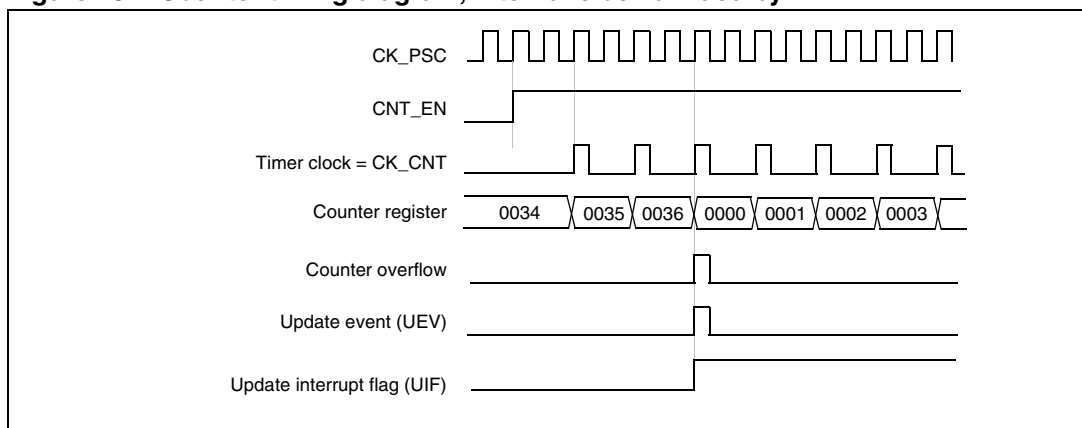 CK_PSC
CNT_EN
Timer clock = CK_CNT
Counter register 0034 0035 0036 0000 0001 0002 0003
Counter overflow
Update event (UEV)
Update interrupt flag (UIF)